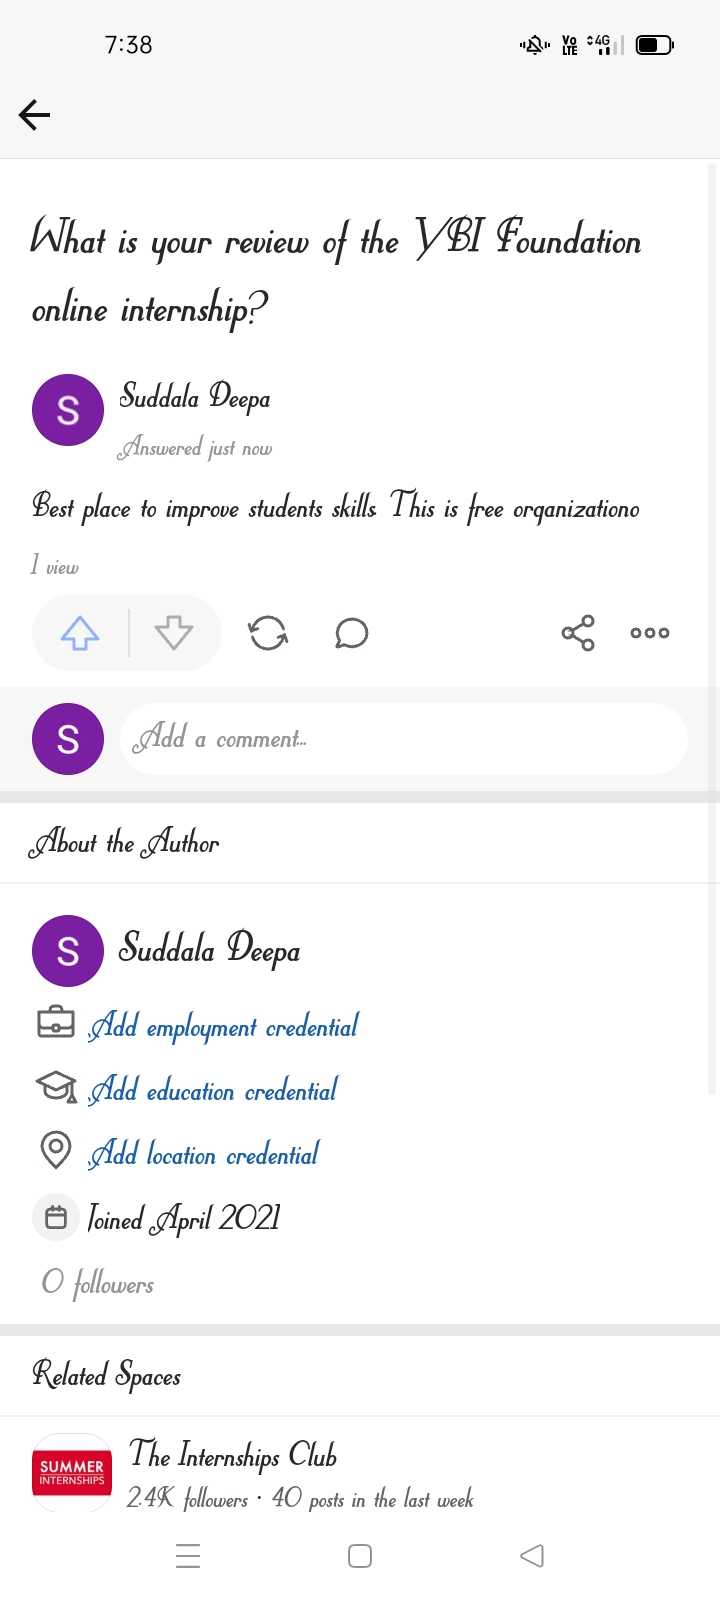 7:38
Vo
LTE
4G
What is your review of the YBI Foundation
online internship?
S
Suddala Deepa
Answered just now
Best place to improve students skills. This is free organizationo
1 view
S
Add a comment...
About the Author
S
Suddala Deepa
Add employment credential
Add education credential
Add location credential
Joined April 2021
0 followers
Related Spaces
SUMMER
INTERNSHIPS
The Internships Club
2.4K followers · 40 posts in the last week